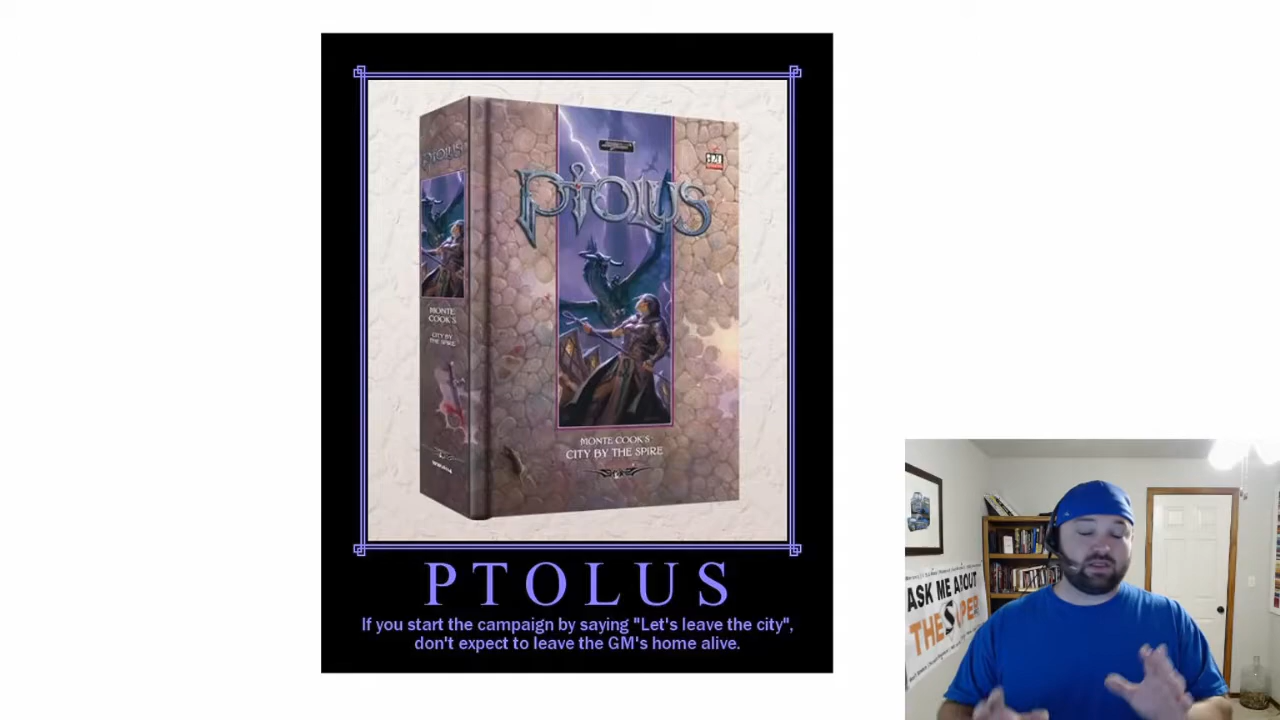 PTOLUS
PTOLUS
MONTE
COOK'S
CITY BY
THE SPIRE
MONTE COOK'S
CITY BY THE SPIRE
PTOLUS
If you start the campaign by saying "Let's leave the city",
don't expect to leave the GM's home alive.
ASK ME ABOUT
THE SAPER